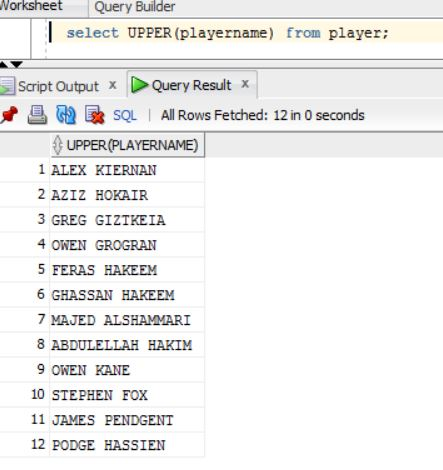 Worksheet Query Builder
select UPPER(playername) from player;
Script Output x Query Result x
SQL | All Rows Fetched: 12 in 0 seconds
UPPER(PLAYERNAME)
1 ALEX KIERNAN
2 AZIZ HOKAIR
3 GREG GIZTKEIA
4 OWEN GROGRAN
5 FERAS HAKEEM
6 GHASSAN HAKEEM
7 MAJED ALSHAMMARI
8 ABDULELLAH HAKIM
9 OWEN KANE
10 STEPHEN FOX
11 JAMES PENDGENT
12 PODGE HASSIEN